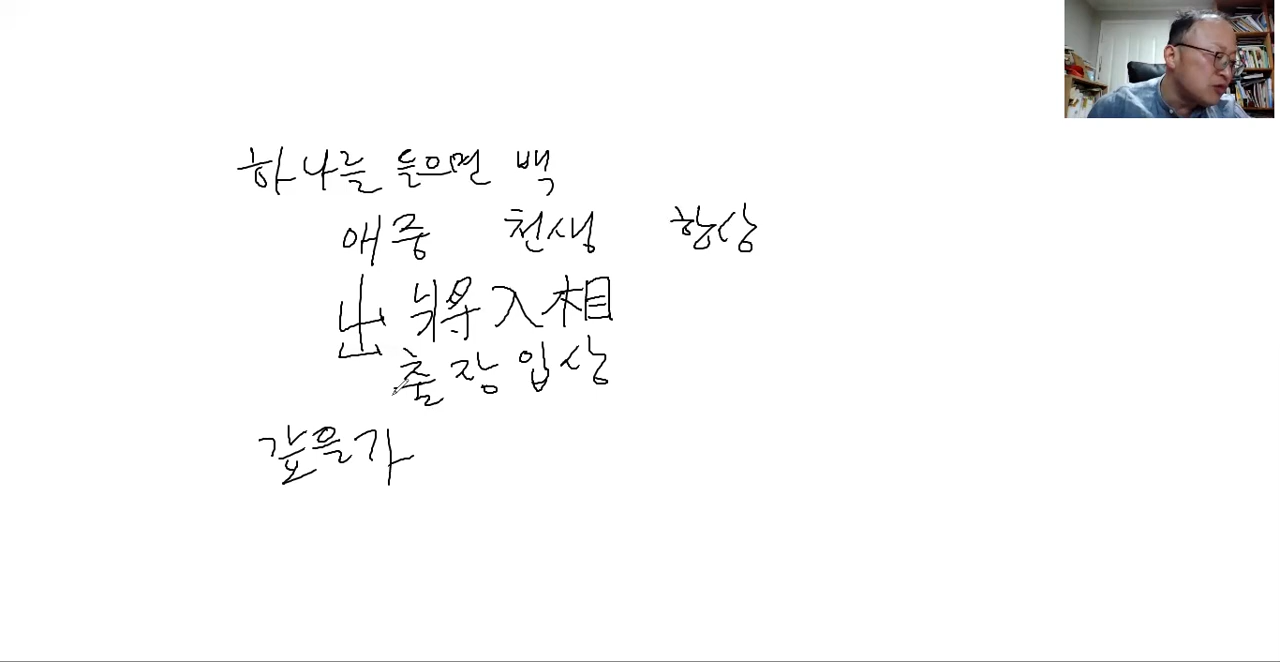 하나를 들으면 백
애중 천생 항상
出將入相
출장입상
갚을가